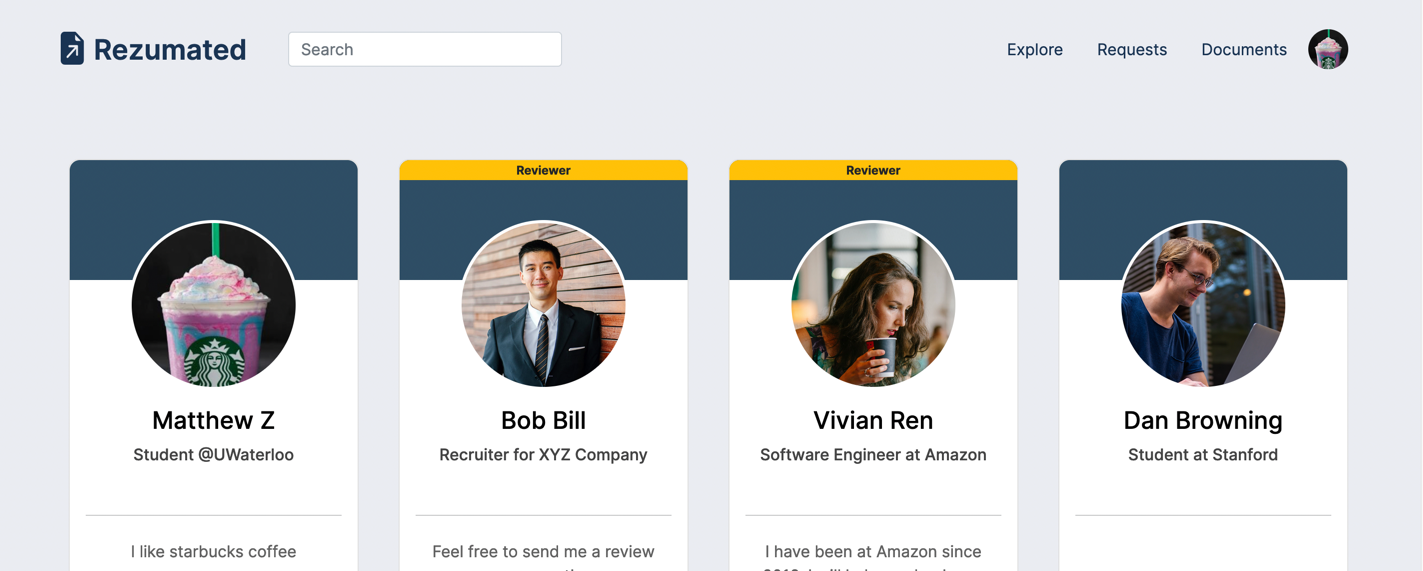 Rezumated
Search
Explore
Requests
Documents
Reviewer
Reviewer
Matthew Z
Student @UWaterloo
I like starbucks coffee
Bob Bill
Recruiter for XYZ Company
Feel free to send me a review
Vivian Ren
Software Engineer at Amazon
I have been at Amazon since
Dan Browning
Student at Stanford